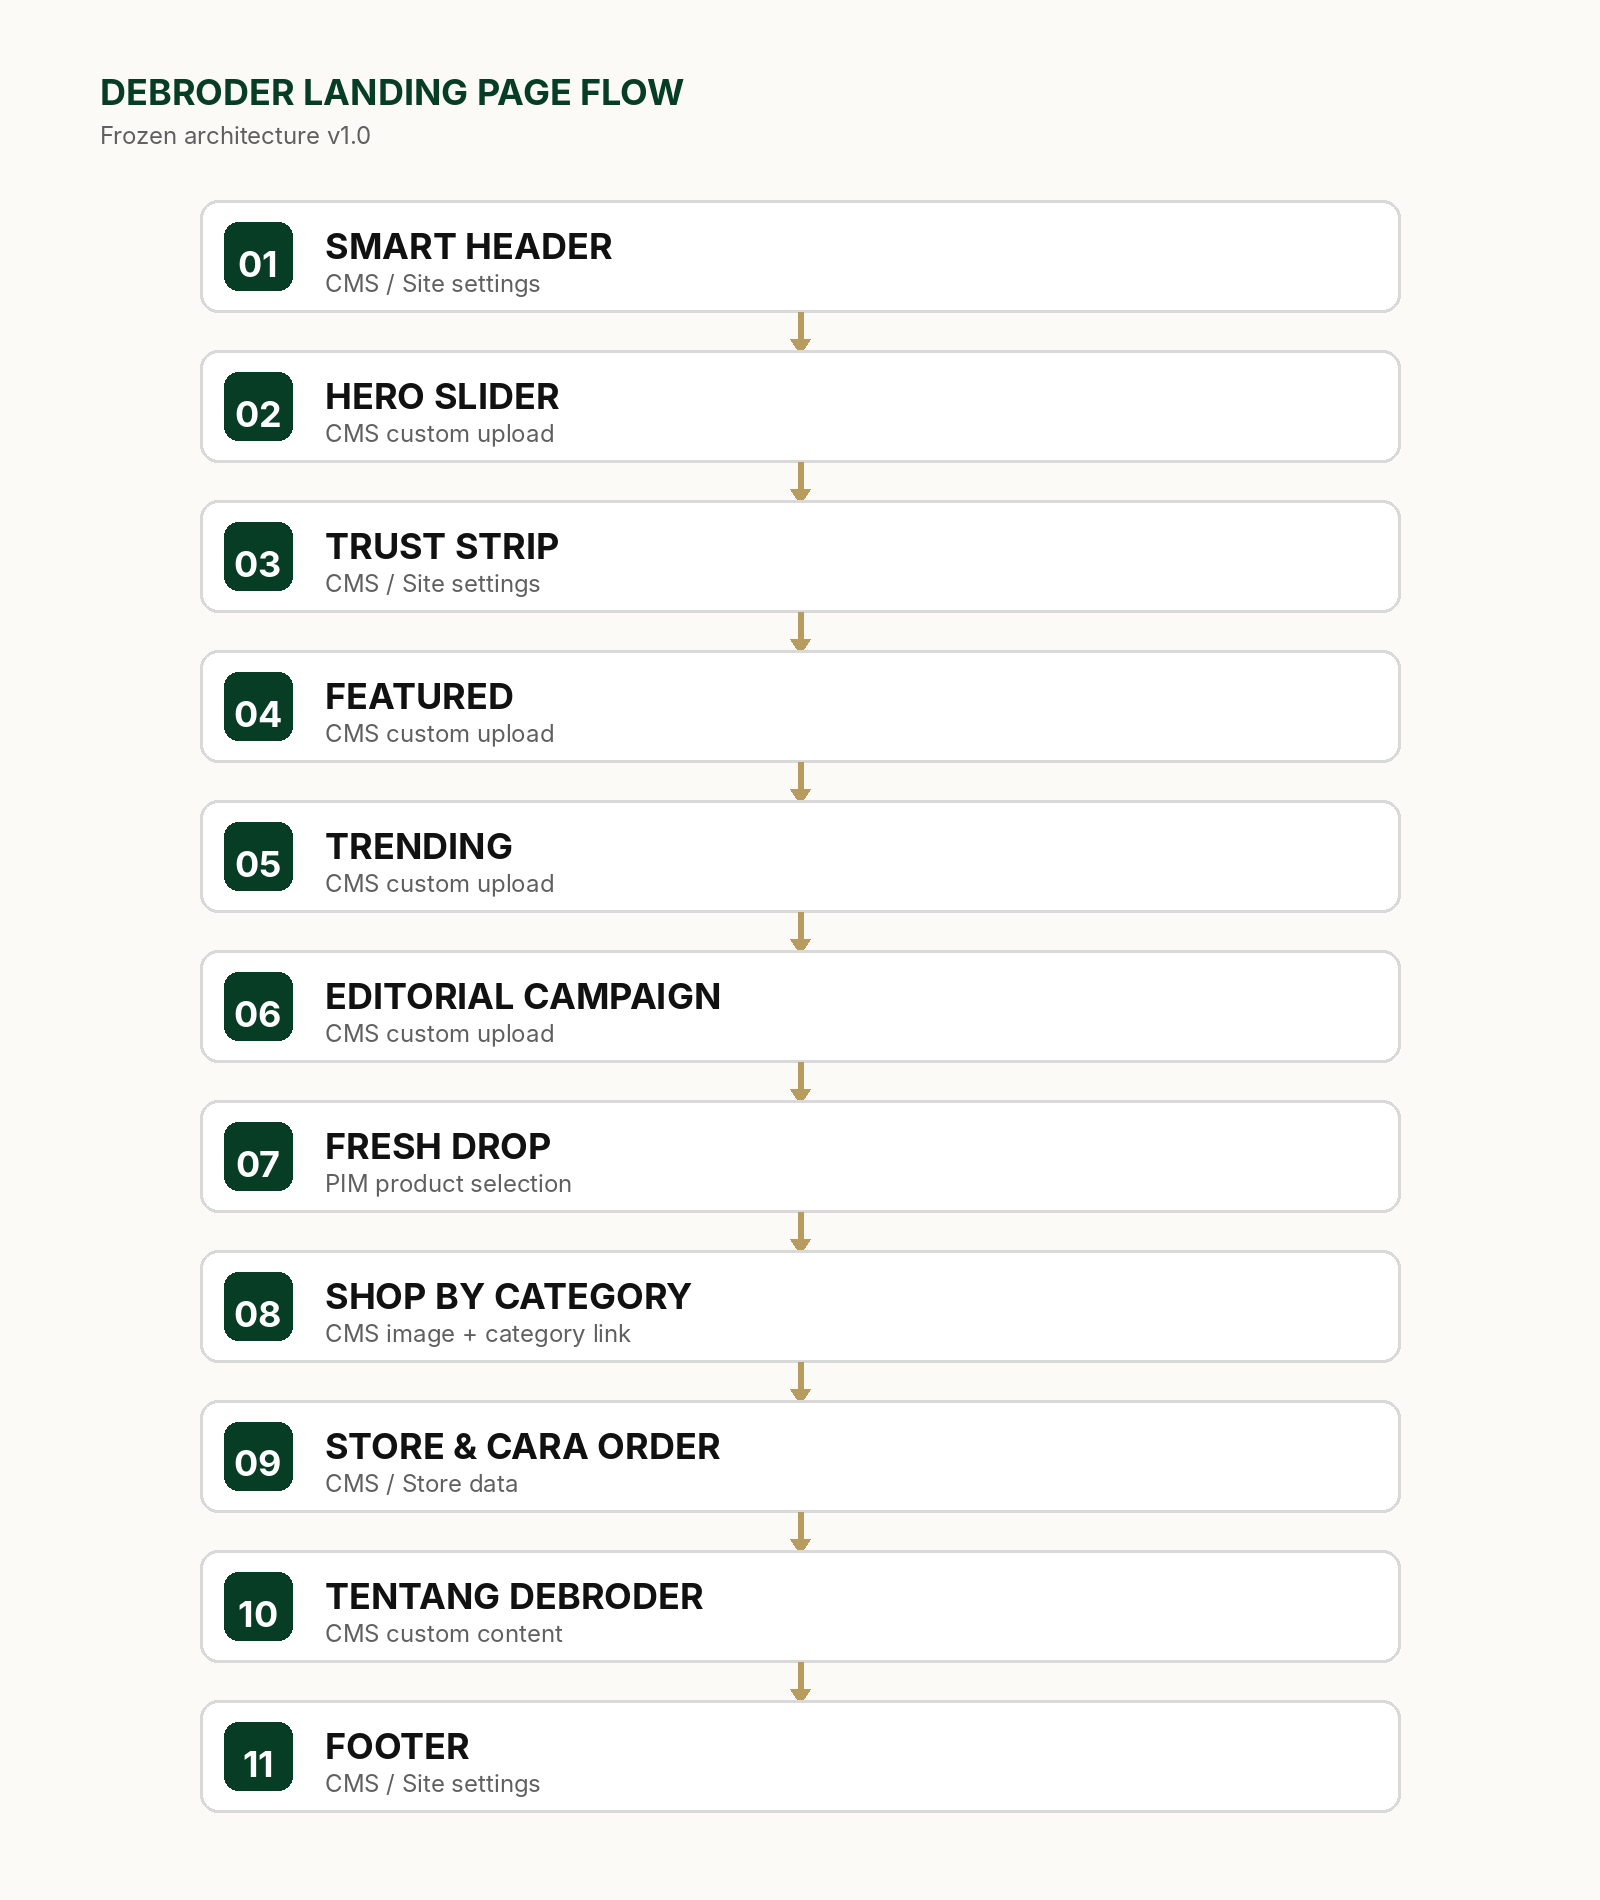 DEBRODER LANDING PAGE FLOW
Frozen architecture v1.0
01
SMART HEADER
CMS / Site settings
02
HERO SLIDER
CMS custom upload
03
TRUST STRIP
CMS / Site settings
04
FEATURED
CMS custom upload
05
TRENDING
CMS custom upload
06
EDITORIAL CAMPAIGN
CMS custom upload
07
FRESH DROP
PIM product selection
08
SHOP BY CATEGORY
CMS image + category link
09
STORE & CARA ORDER
CMS / Store data
10
TENTANG DEBRODER
CMS custom content
11
FOOTER
CMS / Site settings